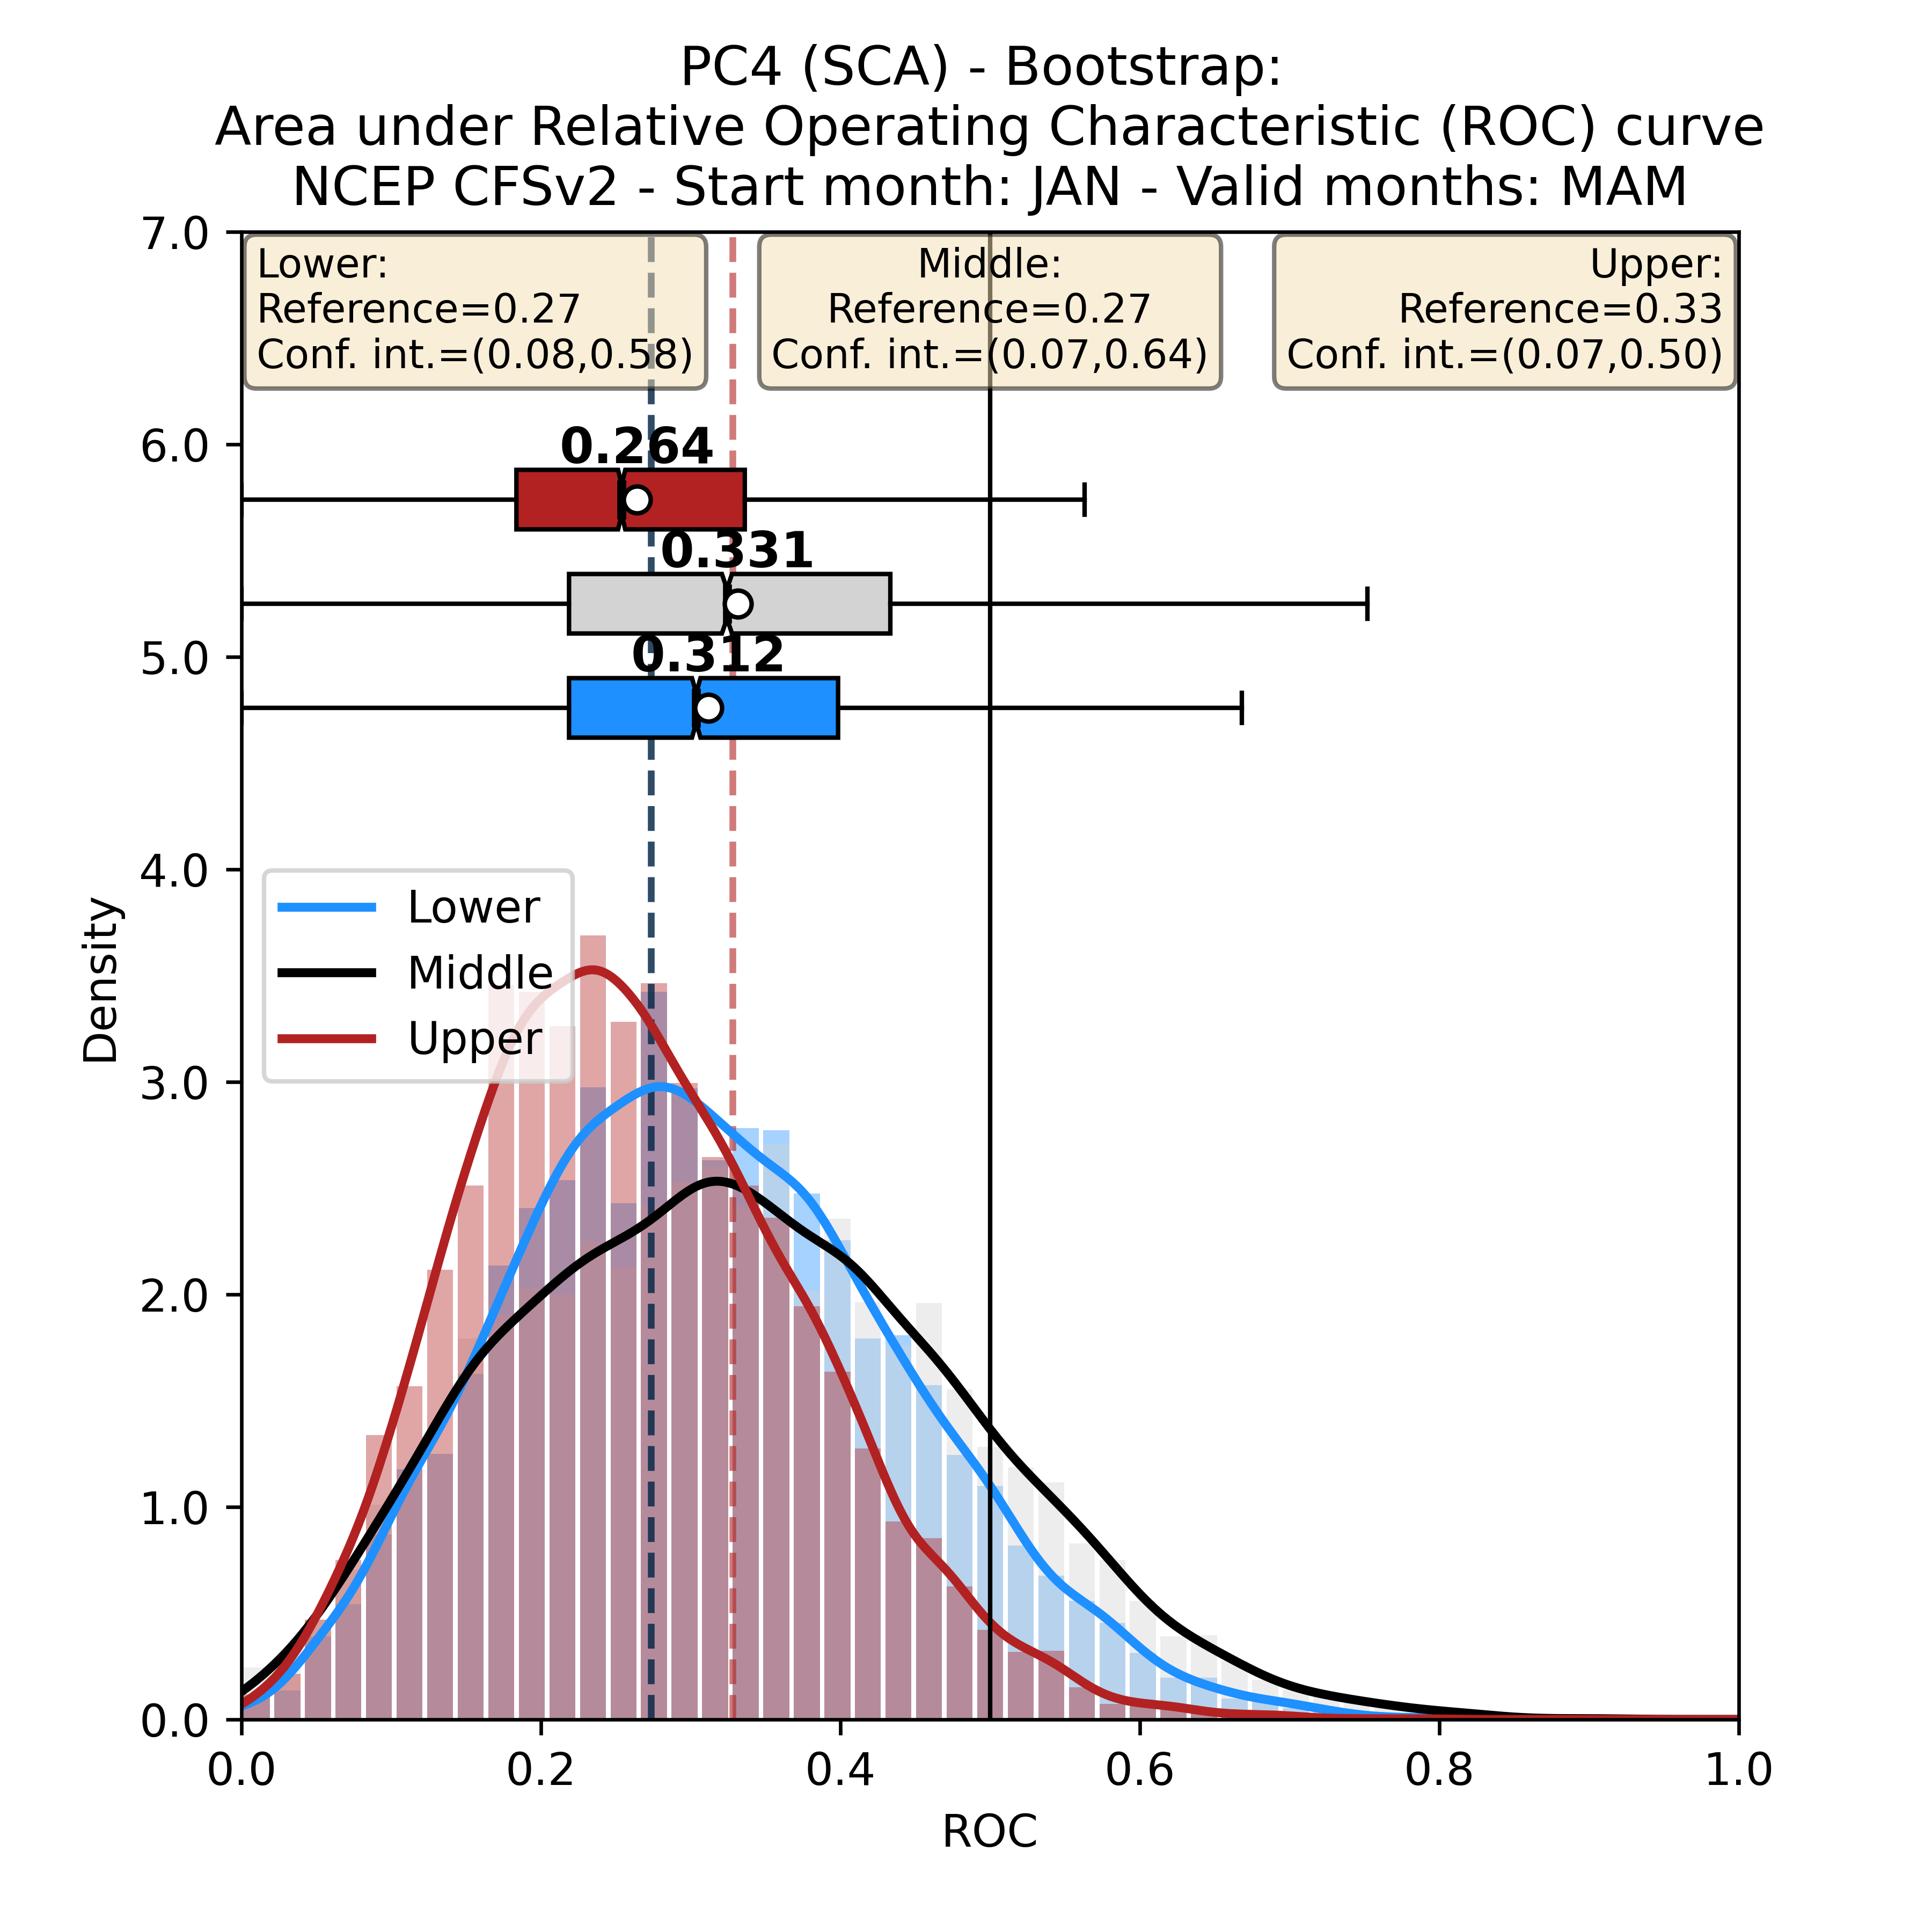 PC4 (SCA) - Bootstrap:
Area under Relative Operating Characteristic (ROC) curve
NCEP CFSv2 - Start month: JAN - Valid months: MAM
Lower:
Reference=0.27
Conf. int.=(0.08,0.58)
Middle:
Reference=0.27
Conf. int.=(0.07,0.64)
Upper:
Reference=0.33
Conf. int.=(0.07,0.50)
7.0
6.0
5.0
4.0
3.0
2.0
1.0
0.0
Density
0.264
0.331
0.312
Lower
Middle
Upper
0.0
0.2
0.4
0.6
0.8
1.0
ROC